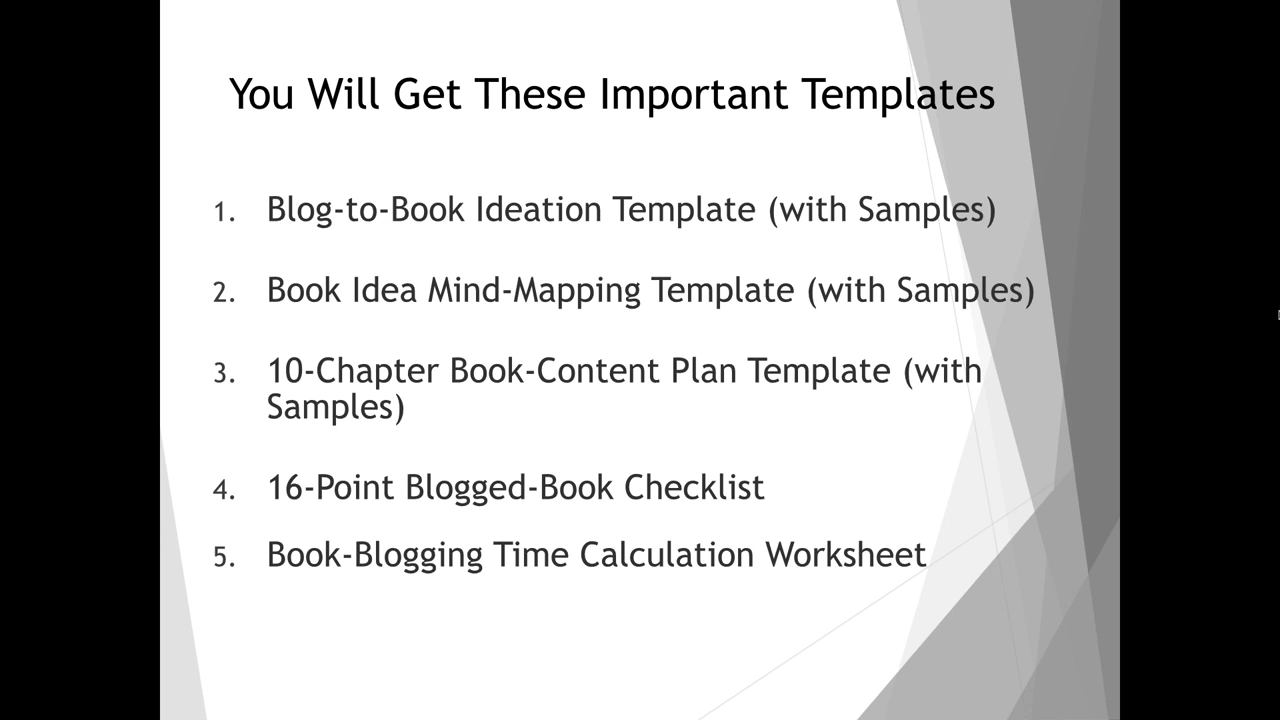 You Will Get These Important Templates
1. Blog-to-Book Ideation Template (with Samples)
2. Book Idea Mind-Mapping Template (with Samples)
3. 10-Chapter Book-Content Plan Template (with
Samples)
4. 16-Point Blogged-Book Checklist
5. Book-Blogging Time Calculation Worksheet